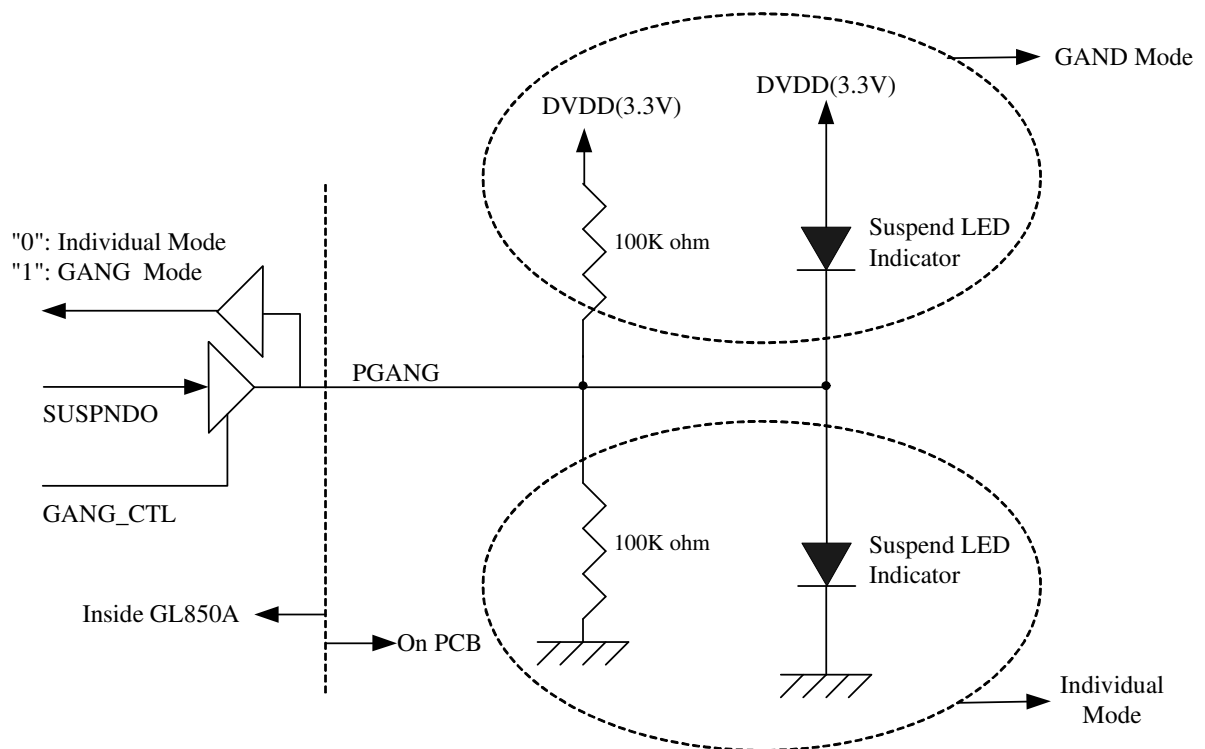 GAND Mode
DVDD(3.3V)
DVDD(3.3V)
"0": Individual Mode
"1": GANG Mode
100K ohm
Suspend LED
Indicator
PGANG
SUSPNDO
GANG_CTL
100K ohm
Suspend LED
Indicator
Inside GL850A
On PCB
Individual
Mode